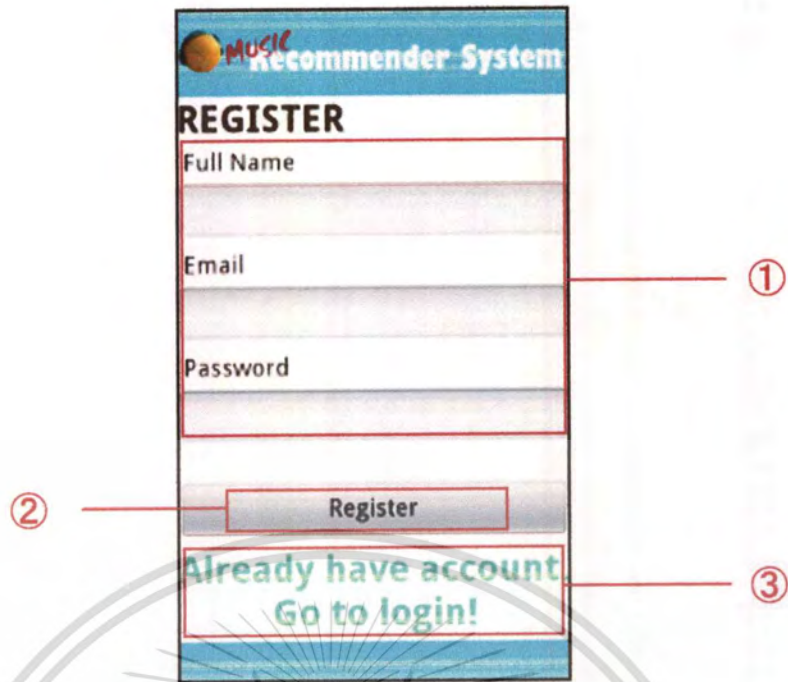 MUSIC Recommender System
REGISTER
Full Name
Email
①
Password
② Register
Already have account.
Go to login!
③